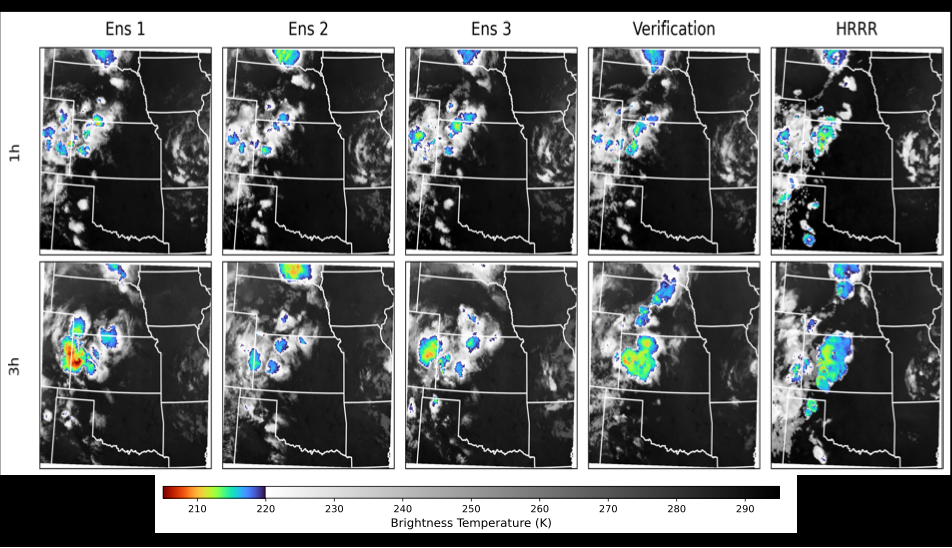 Ens 1 Ens 2 Ens 3 Verification HRRR
1h
3h
210 220 230 240 250 260 270 280 290
Brightness Temperature (K)